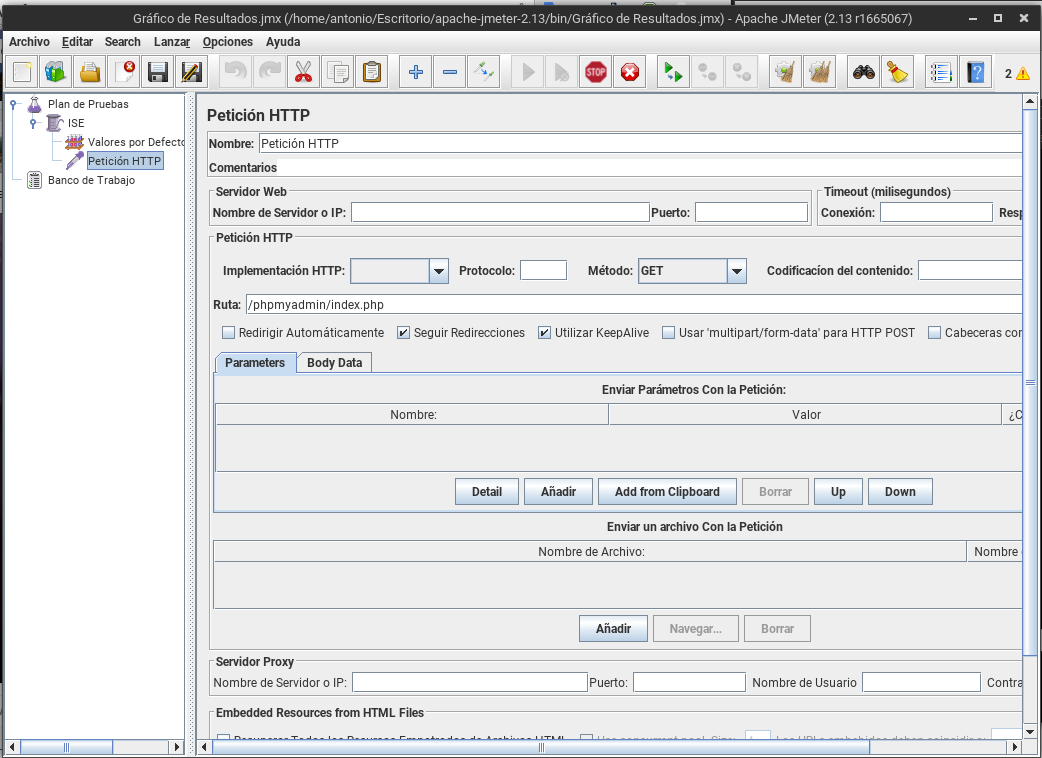 Gráfico de Resultados.jmx (/home/antonio/Escritorio/apache-jmeter-2.13/bin/Gráfico de Resultados.jmx) - Apache JMeter (2.13 r1665067)
Archivo Editar Search Lanzar Opciones Ayuda
STOP 2
Plan de Pruebas
ISE
Valores por Defecto
Petición HTTP
Banco de Trabajo
Petición HTTP
Nombre: Petición HTTP
Comentarios
Servidor Web Timeout (milisegundos)
Nombre de Servidor o IP: Puerto: Conexión: Resp
Petición HTTP
Implementación HTTP: Protocolo: Método: GET Codificacíon del contenido:
Ruta: /phpmyadmin/index.php
Redirigir Automáticamente Seguir Redirecciones Utilizar KeepAlive Usar 'multipart/form-data' para HTTP POST Cabeceras con
Parameters Body Data
Enviar Parámetros Con la Petición:
Nombre: Valor ¿C
Detail Añadir Add from Clipboard Borrar Up Down
Enviar un archivo Con la Petición
Nombre de Archivo: Nombre
Añadir Navegar... Borrar
Servidor Proxy
Nombre de Servidor o IP: Puerto: Nombre de Usuario Contra
Embedded Resources from HTML Files